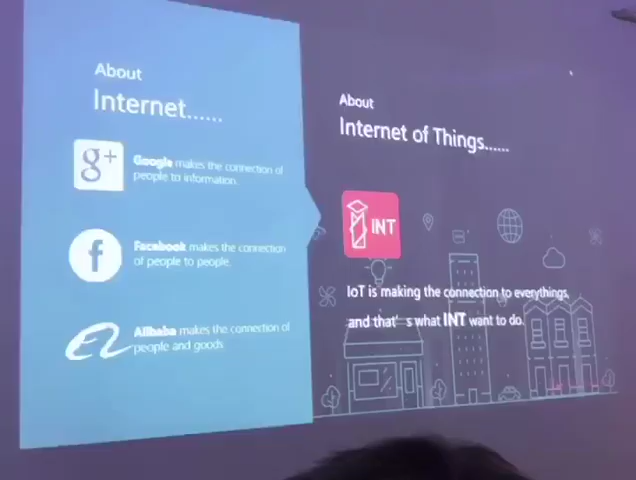 About
Internet......
g+
Google makes the connection of
people to information.
f
Facebook makes the connection
of people to people.
Alibaba makes the connection of
people and goods
About
Internet of Things......
INT
IoT is making the connection to everythings,
and that's what INT want to do.